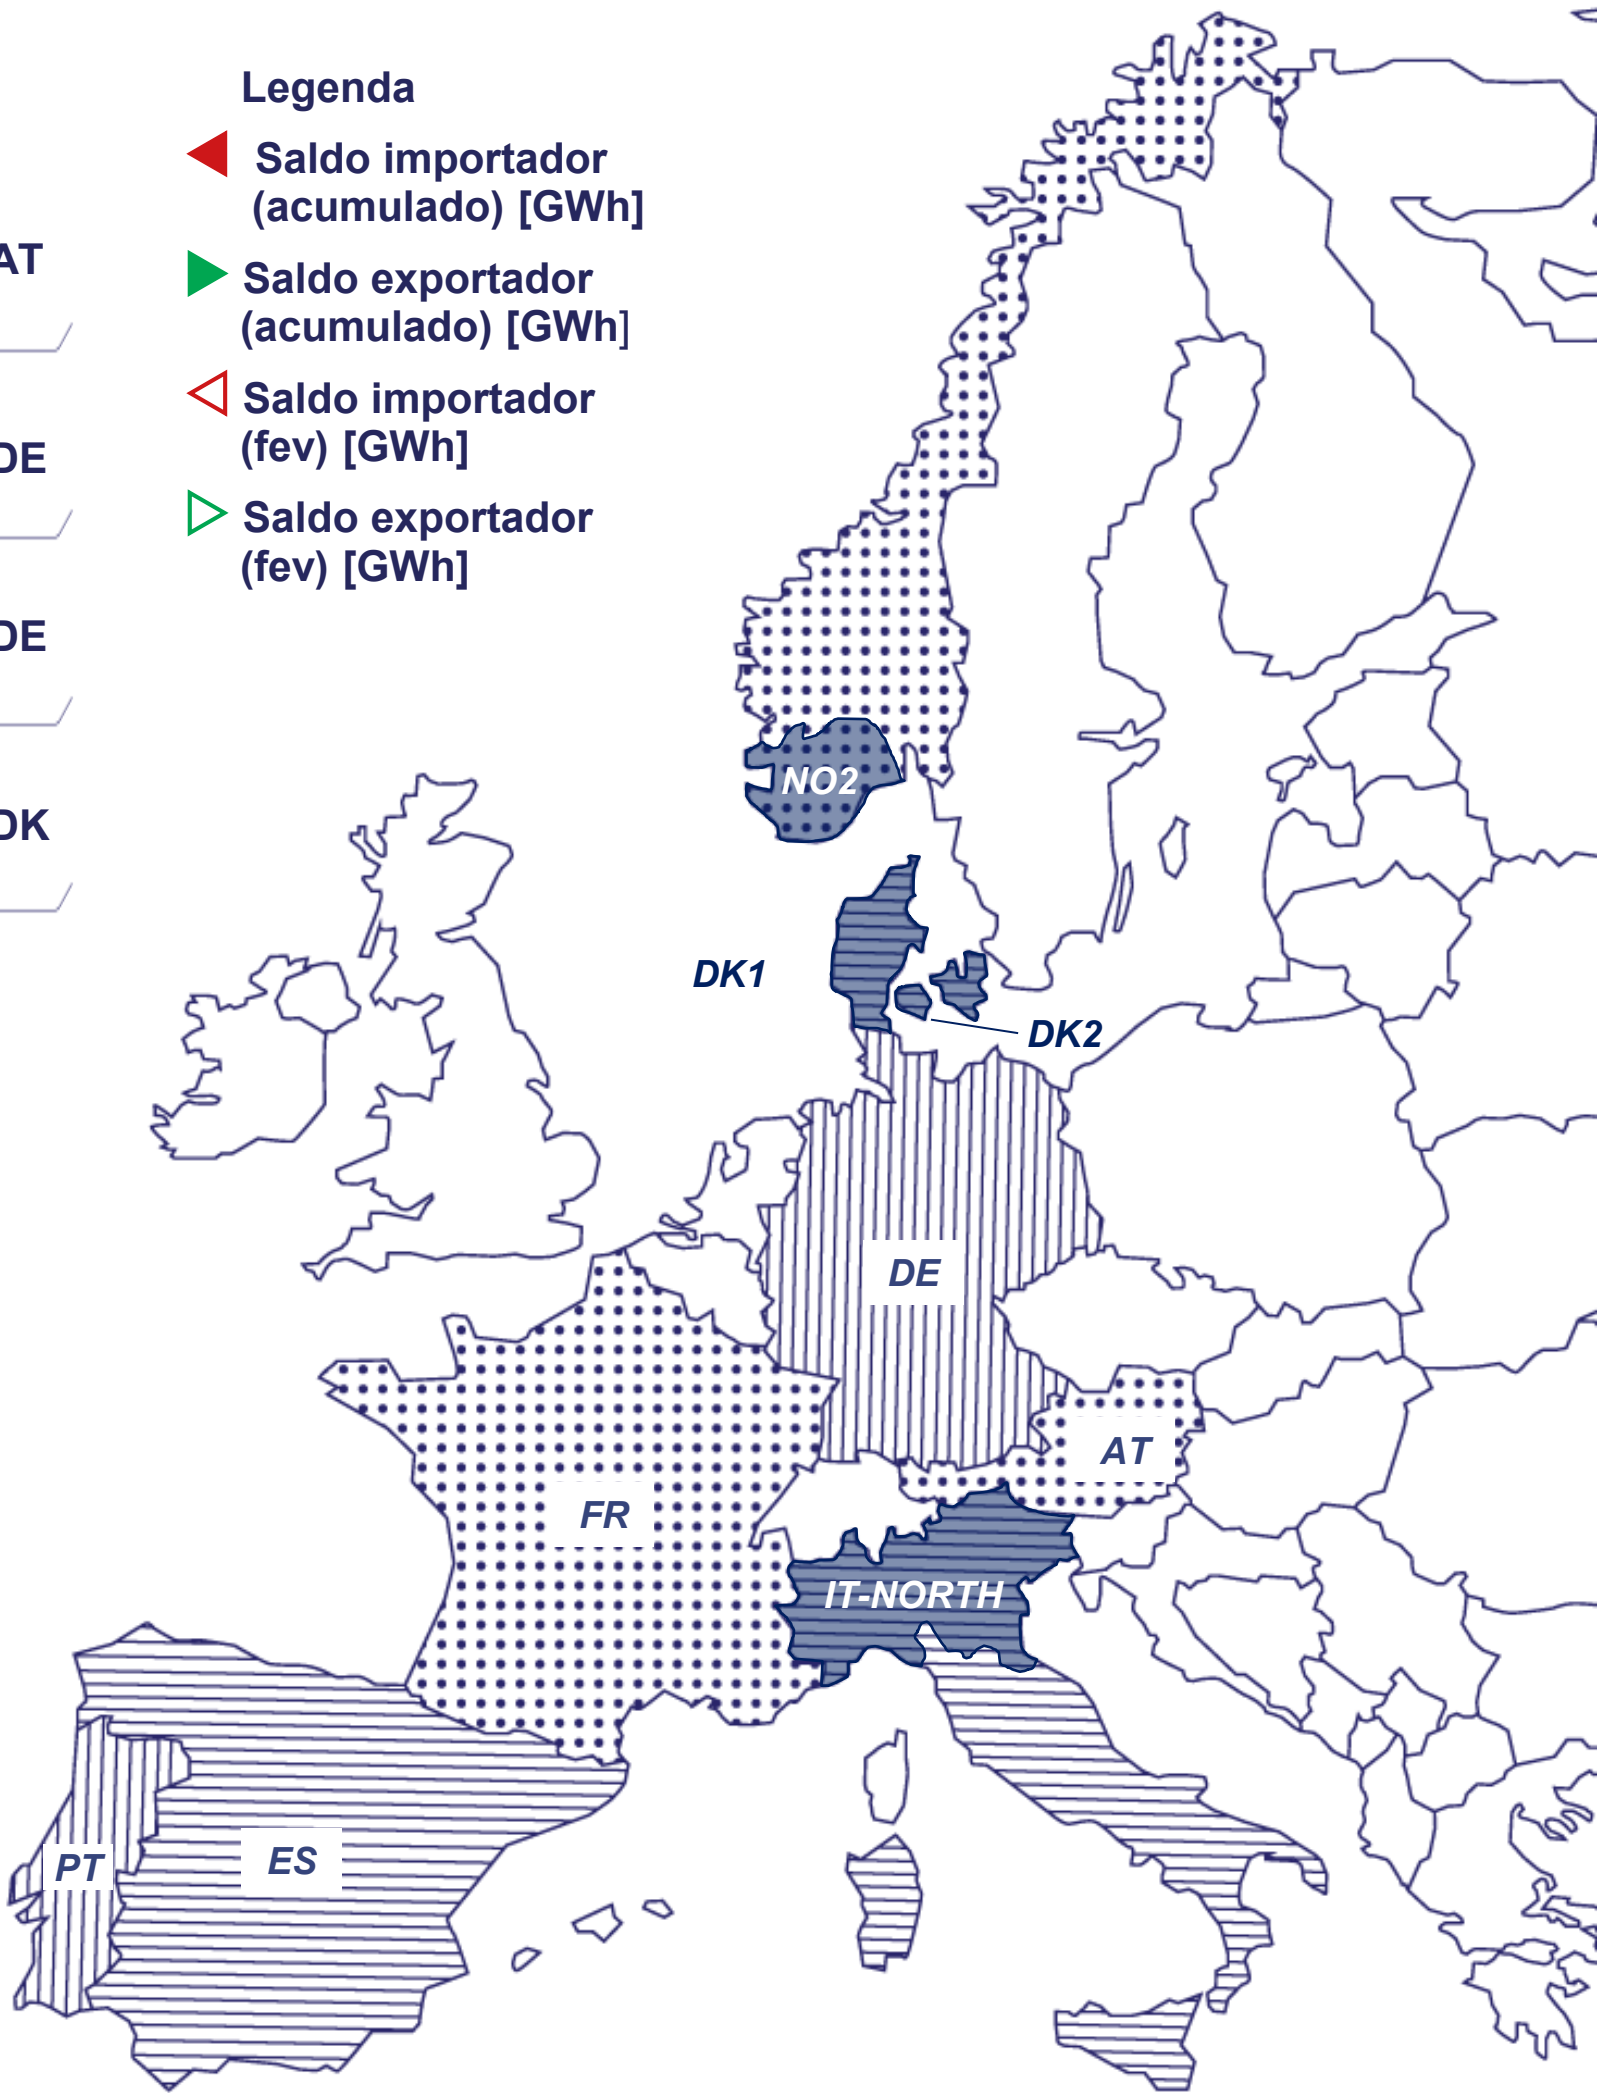 Legenda
Saldo importador
(acumulado) [GWh]
Saldo exportador
(acumulado) [GWh]
Saldo importador
(fev) [GWh]
Saldo exportador
(fev) [GWh]
AT
DE
DE
DK
NO2
DK1
DK2
DE
AT
FR
IT-NORTH
PT
ES